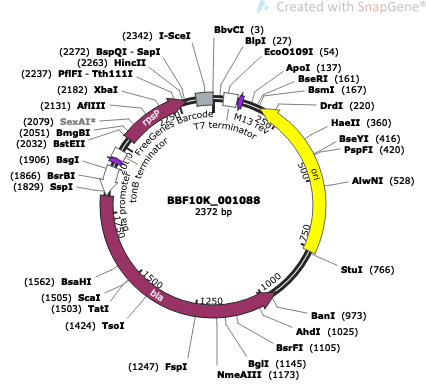 Created with SnapGene®
(2342) I-SceI
BbvCI (3)
(2272) BspQI - SapI
BlpI (27)
(2263) HincII
EcoO109I (54)
(2237) PflFI - Tth111I
ApoI (137)
(2182) XbaI
BseRI (161)
(2131) AflIII
BsmI (167)
(2079) SexAI*
DrdI (220)
(2051) BmgBI
HaeII (360)
(2032) BstEII
BseYI (416)
(1906) BsgI
PspFI (420)
(1866) BsrBI
AlwNI (528)
(1829) SspI
rpsP
FreeGenes Barcode
T7 terminator
M13 rev
tonB terminator
bla promoter
ori
bla
250
500
750
1000
1250
1500
BBF10K_001088
2372 bp
StuI (766)
(1562) BsaHI
BanI (973)
(1505) ScaI
AhdI (1025)
(1503) TatI
BsrFI (1105)
(1424) TsoI
BglI (1145)
(1247) FspI
NmeAIII (1173)